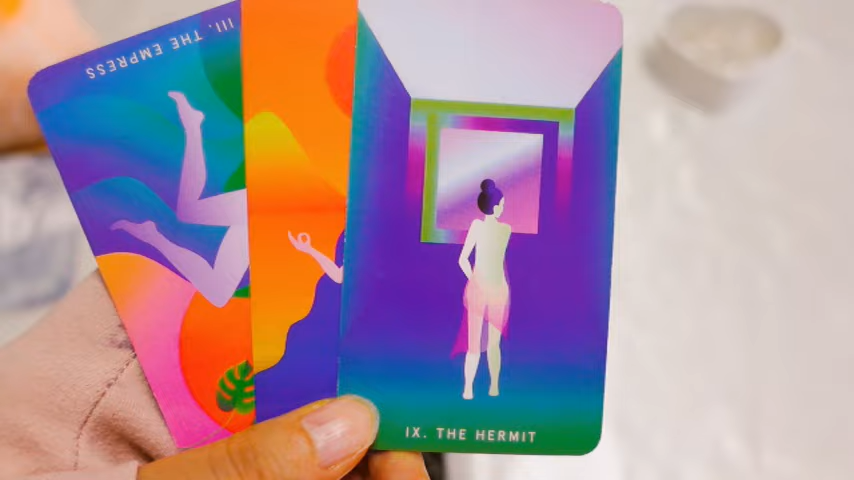 III. THE EMPRESS
IX. THE HERMIT